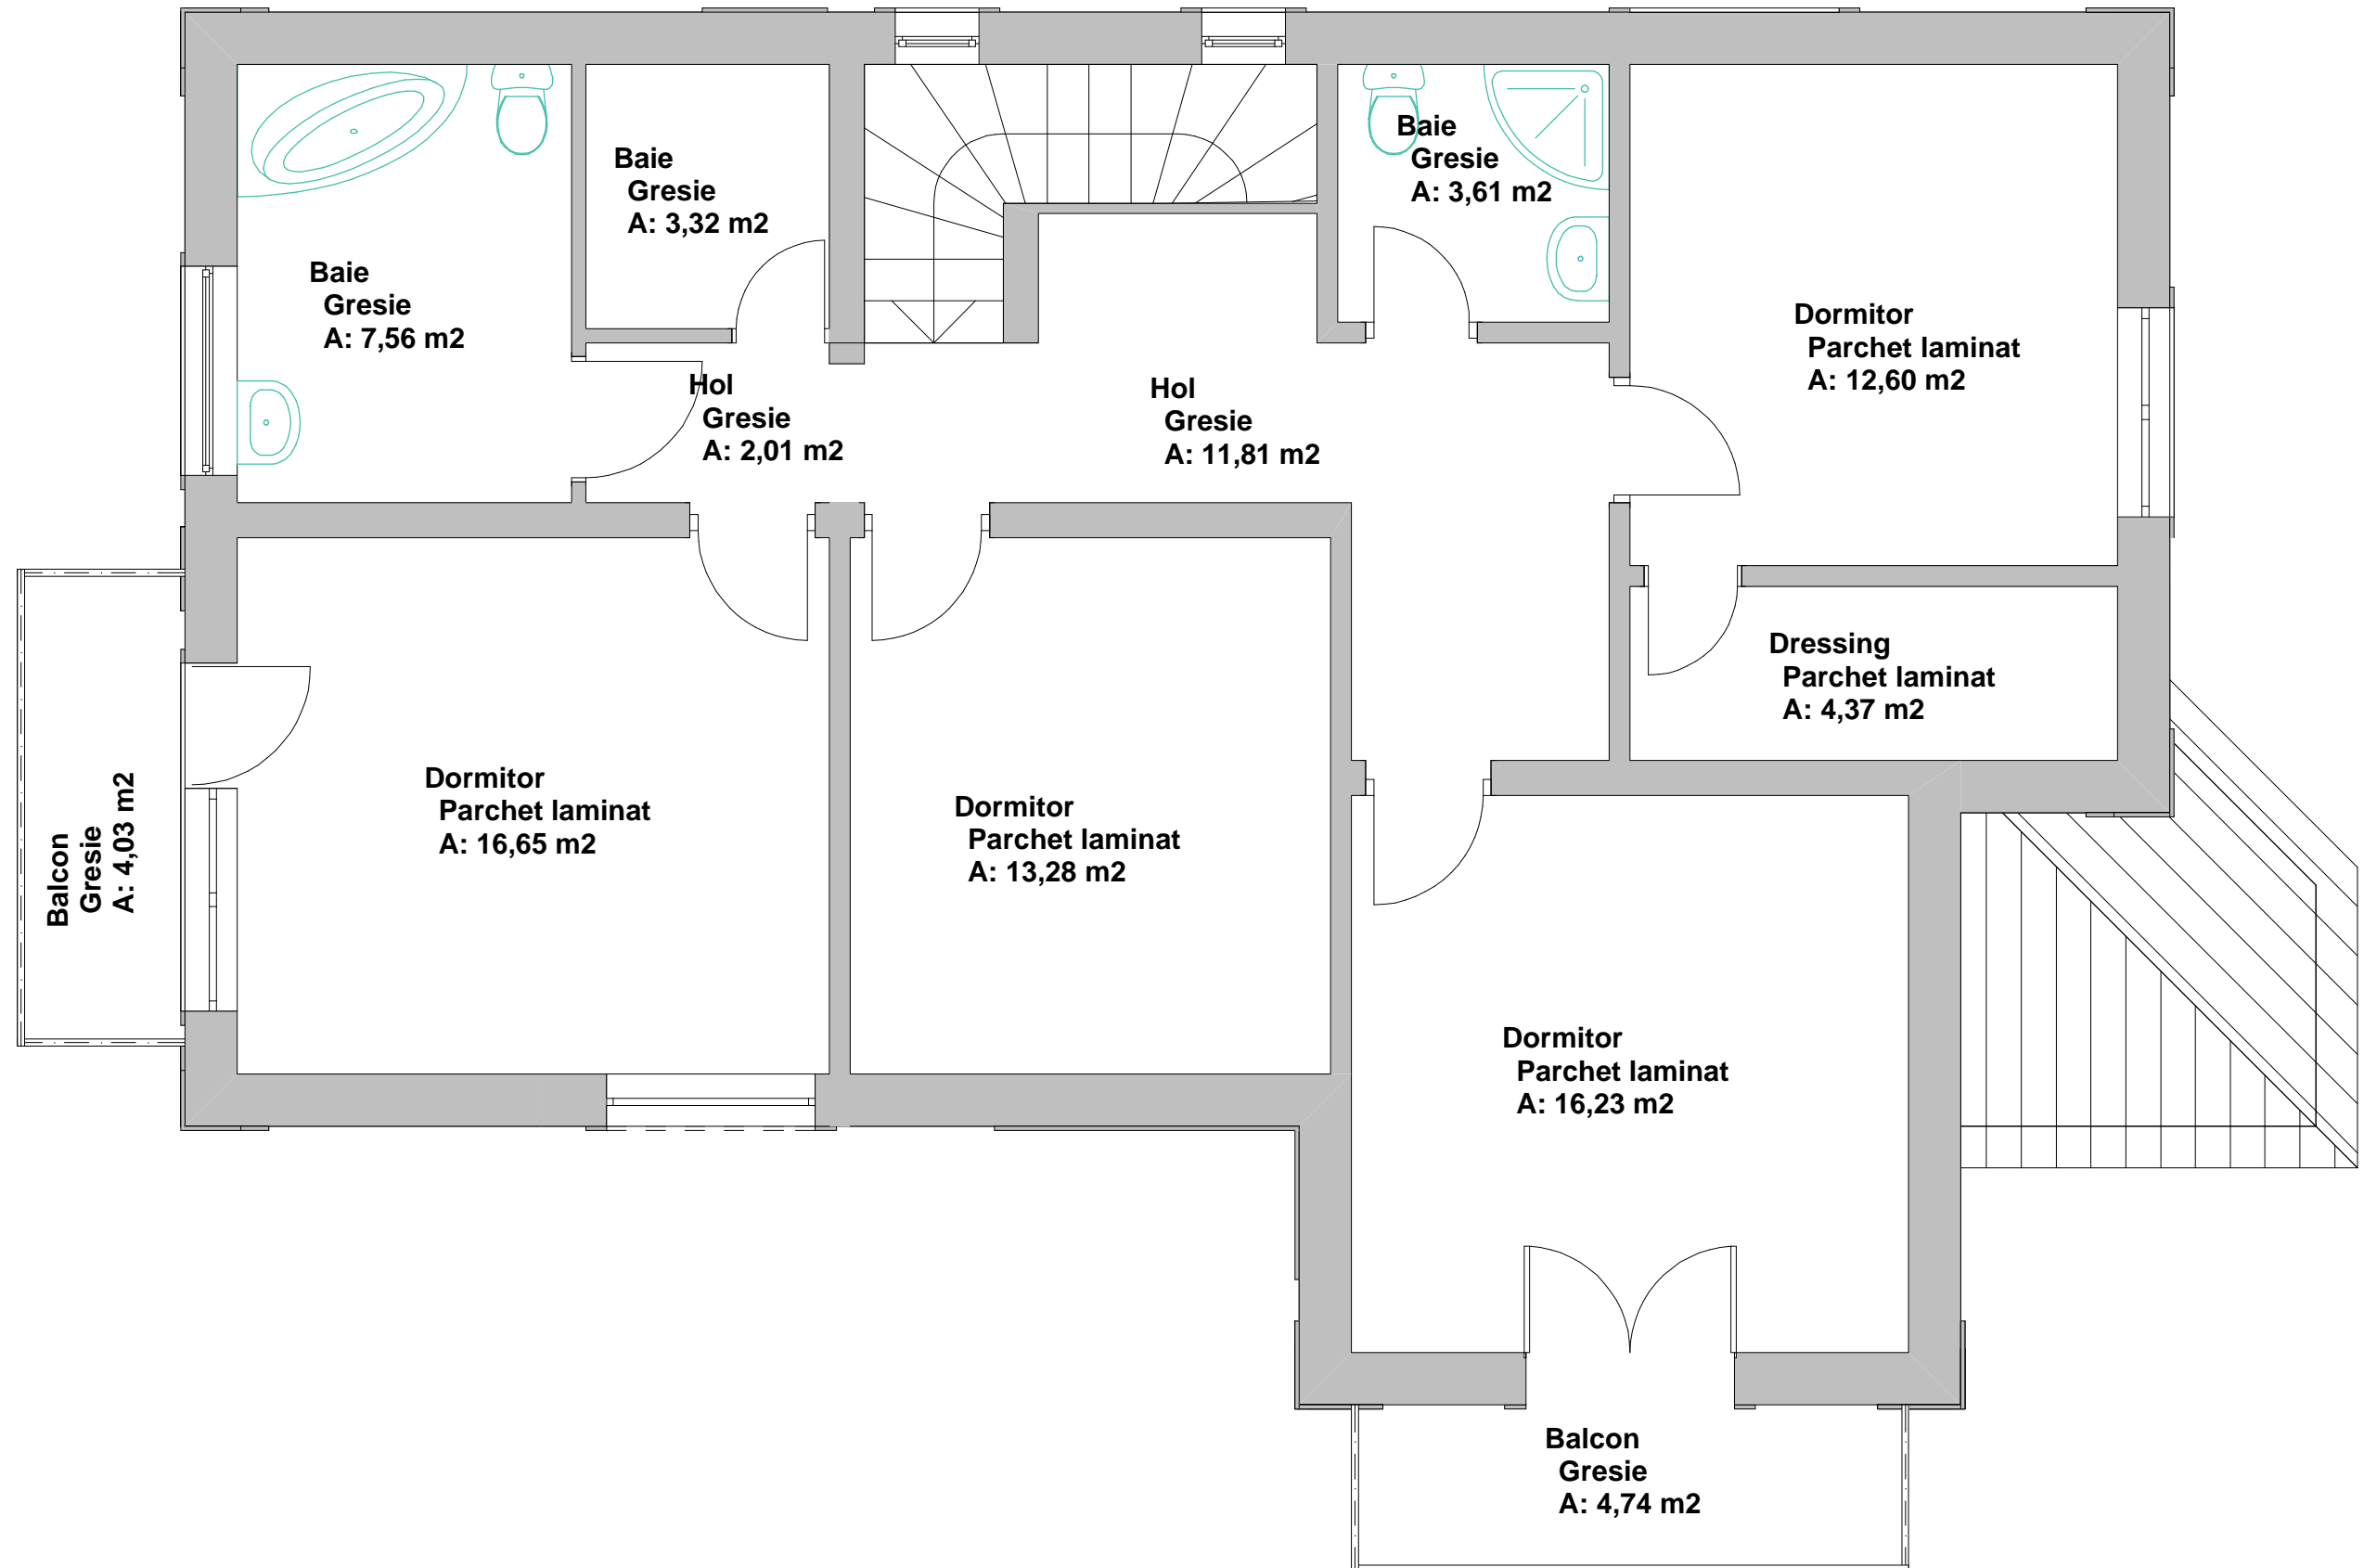 Baie
Gresie
A: 7,56 m2
Baie
Gresie
A: 3,32 m2
Baie
Gresie
A: 3,61 m2
Hol
Gresie
A: 2,01 m2
Hol
Gresie
A: 11,81 m2
Dormitor
Parchet laminat
A: 12,60 m2
Dressing
Parchet laminat
A: 4,37 m2
Balcon
Gresie
A: 4,03 m2
Dormitor
Parchet laminat
A: 16,65 m2
Dormitor
Parchet laminat
A: 13,28 m2
Dormitor
Parchet laminat
A: 16,23 m2
Balcon
Gresie
A: 4,74 m2